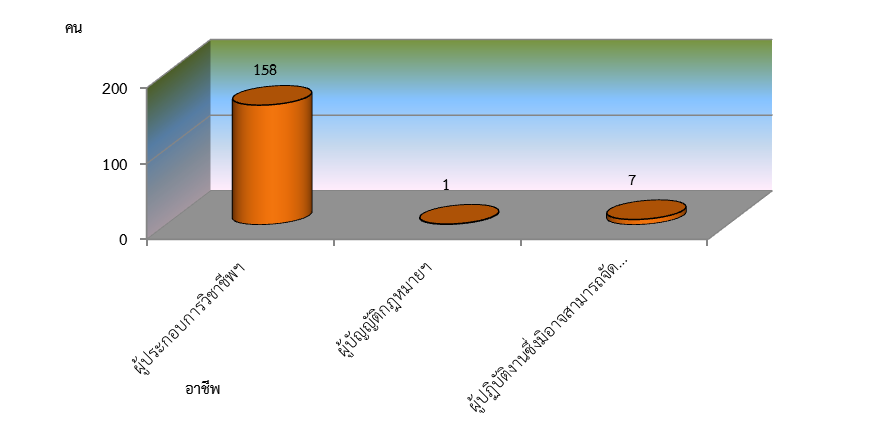 คน
158
200
1
7
100
0
ผู้ประกอบการวิชาชีพฯ
ผู้บัญญัติกฎหมายฯ
ผู้ปฏิบัติงานซึ่งมิอาจสามารถจัด...
อาชีพ